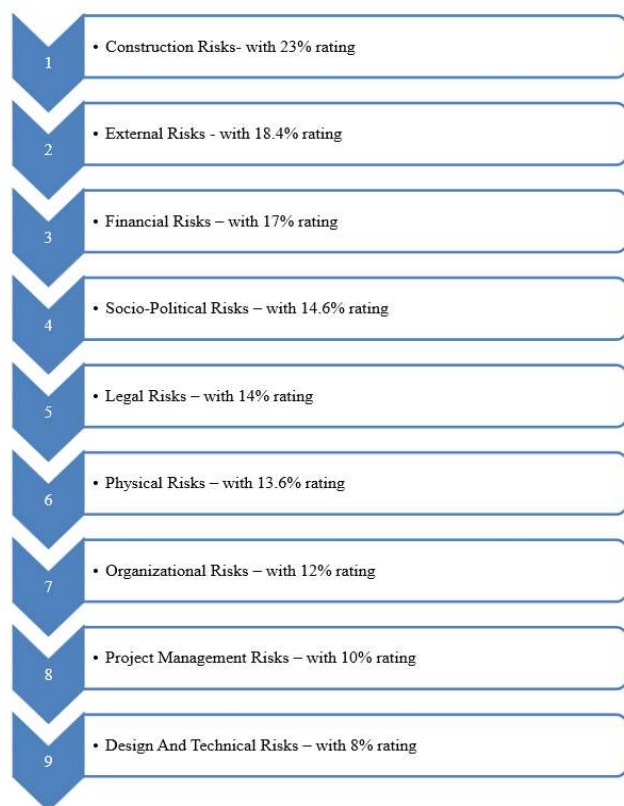 1
• Construction Risks- with 23% rating
2
• External Risks - with 18.4% rating
3
• Financial Risks – with 17% rating
4
• Socio-Political Risks – with 14.6% rating
5
• Legal Risks – with 14% rating
6
• Physical Risks – with 13.6% rating
7
• Organizational Risks – with 12% rating
8
• Project Management Risks – with 10% rating
9
• Design And Technical Risks – with 8% rating